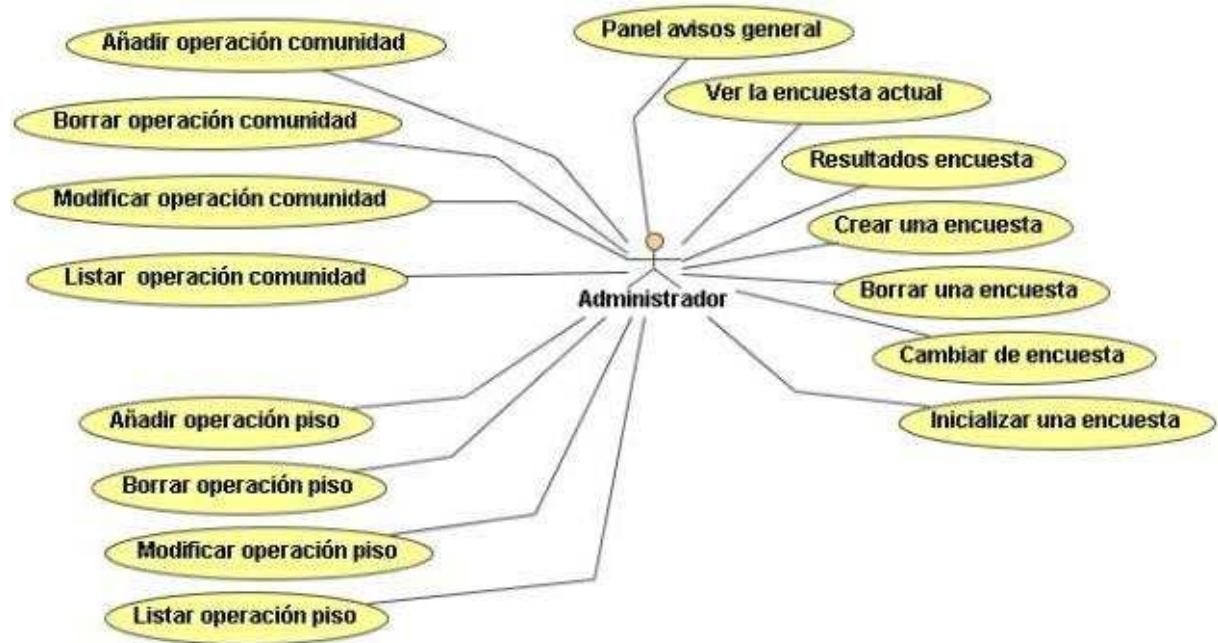 Añadir operación comunidad
Borrar operación comunidad
Modificar operación comunidad
Listar operación comunidad
Panel avisos general
Ver la encuesta actual
Resultados encuesta
Crear una encuesta
Borrar una encuesta
Cambiar de encuesta
Inicializar una encuesta
Administrador
Añadir operación piso
Borrar operación piso
Modificar operación piso
Listar operación piso